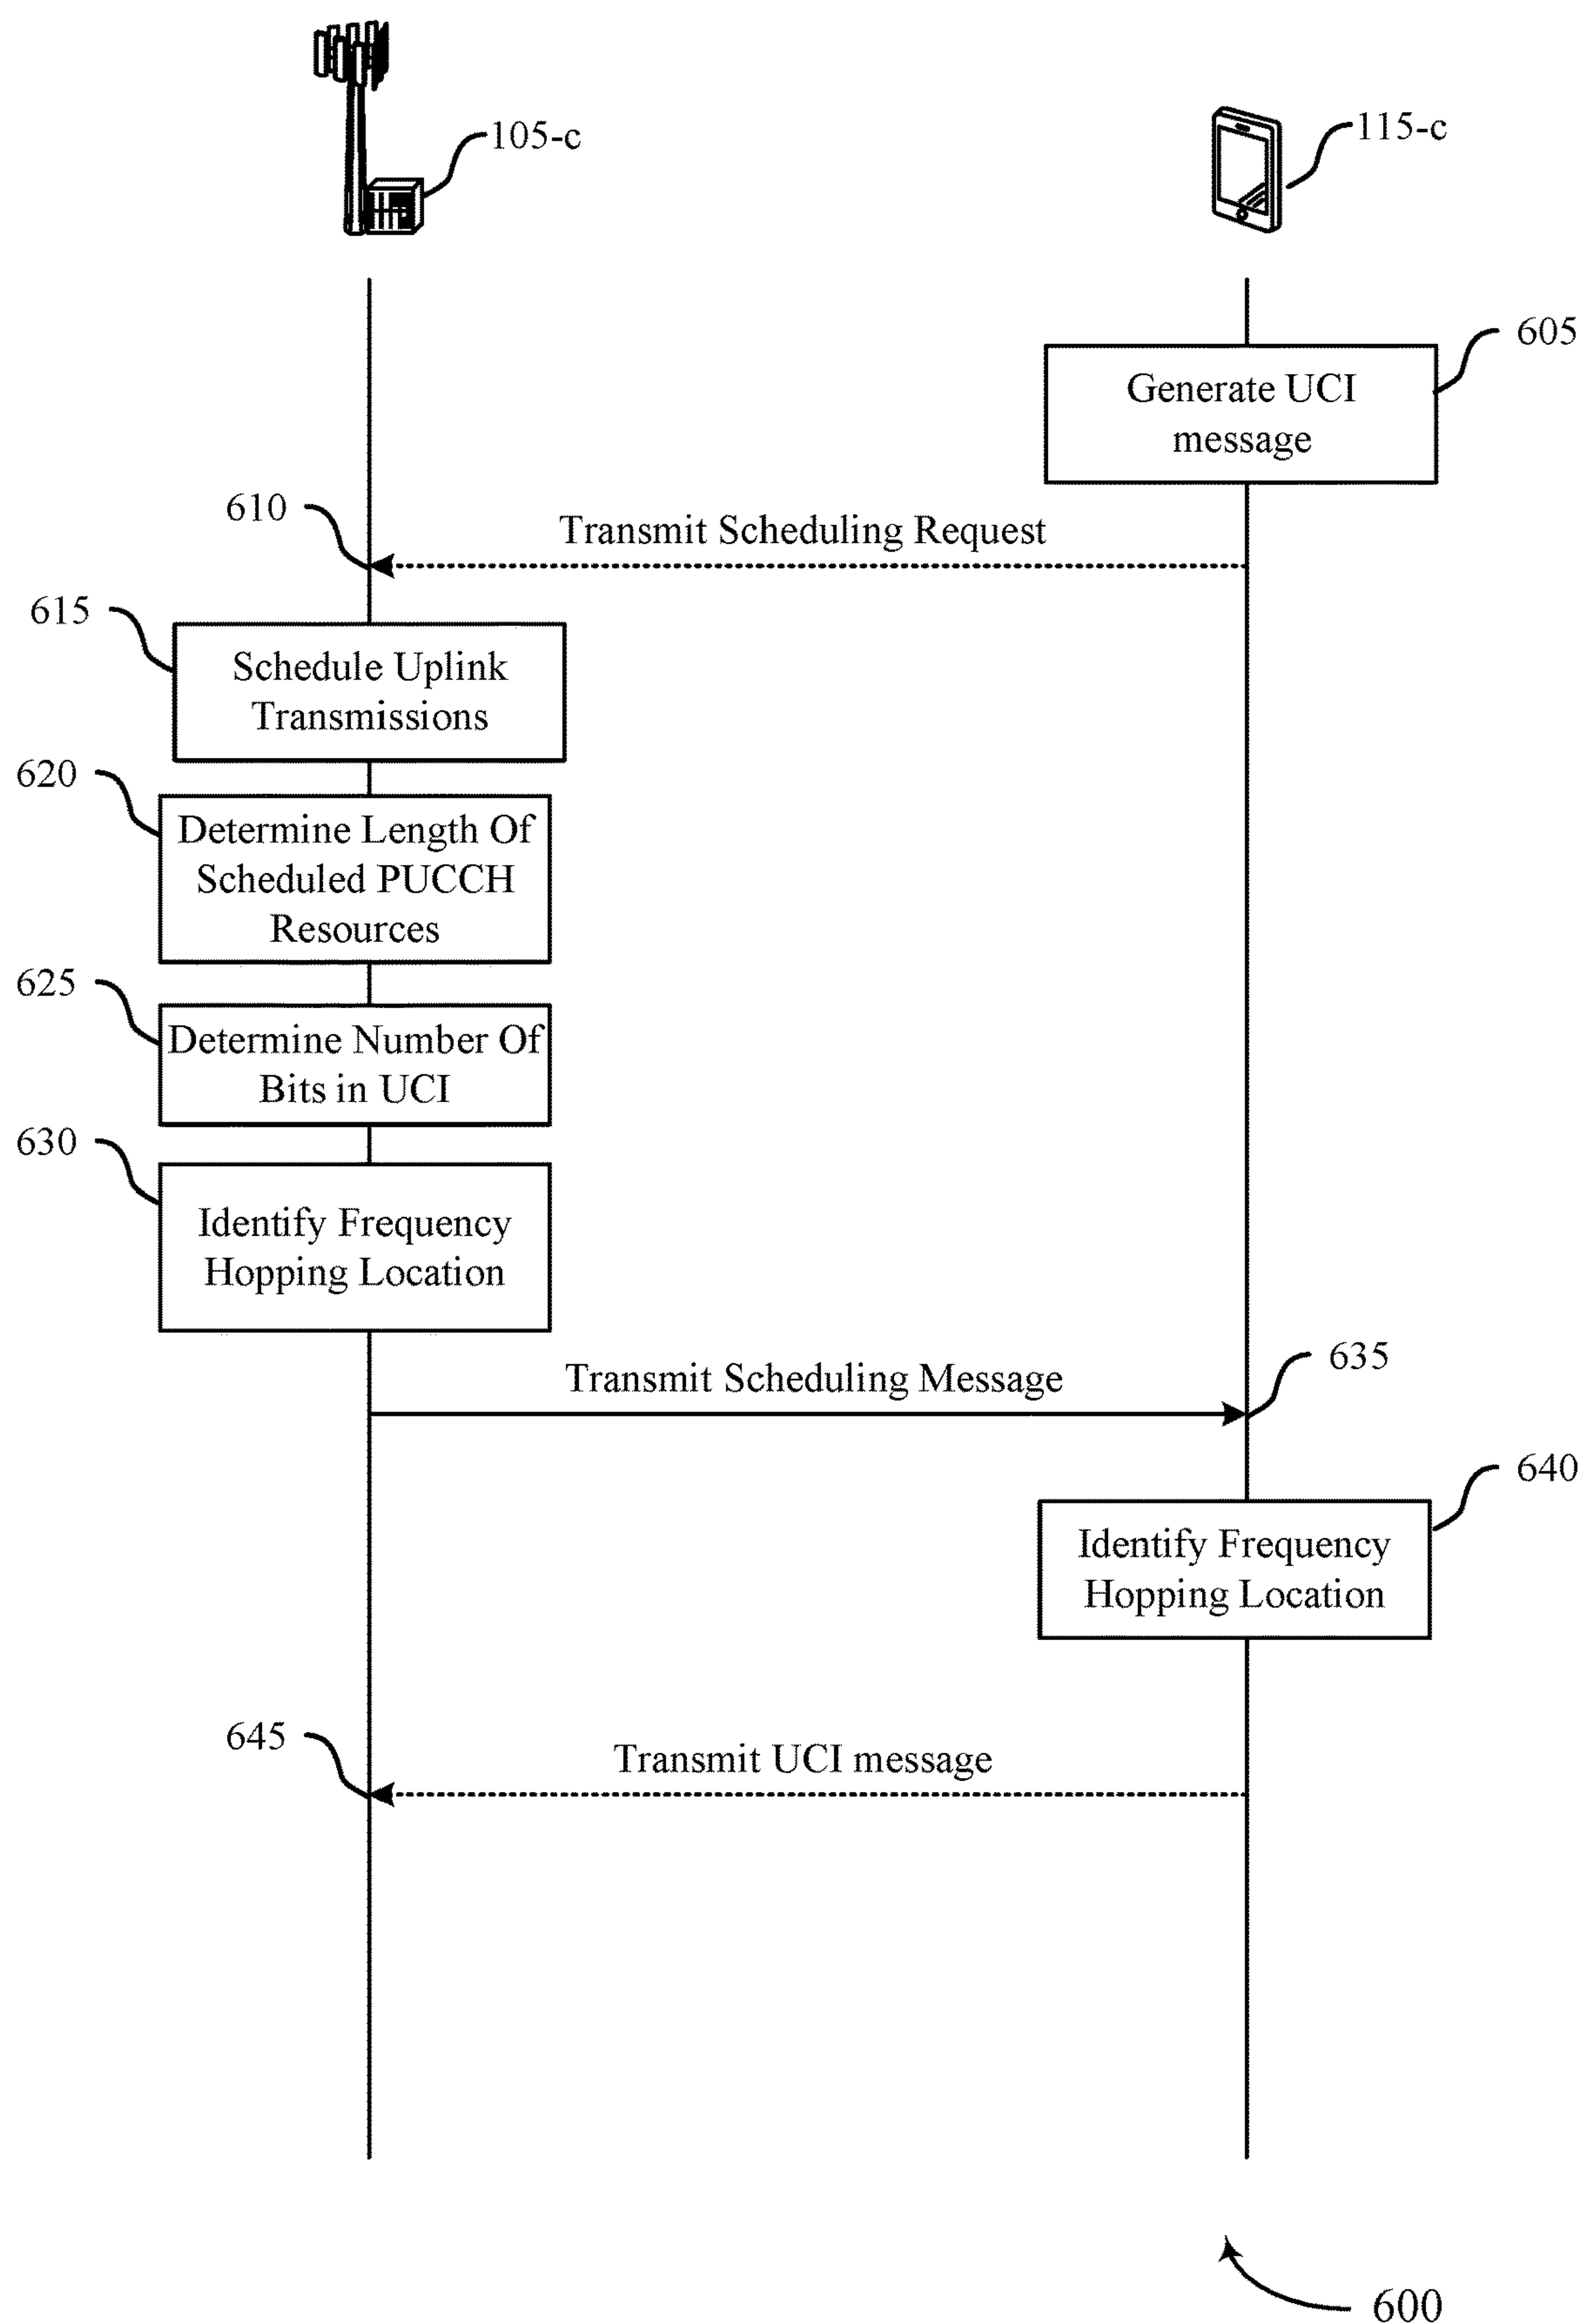 105-c
115-c
605
Generate UCI
message
610
Transmit Scheduling Request
615
Schedule Uplink
Transmissions
620
Determine Length Of
Scheduled PUCCH
Resources
625
Determine Number Of
Bits in UCI
630
Identify Frequency
Hopping Location
Transmit Scheduling Message
635
640
Identify Frequency
Hopping Location
645
Transmit UCI message
600